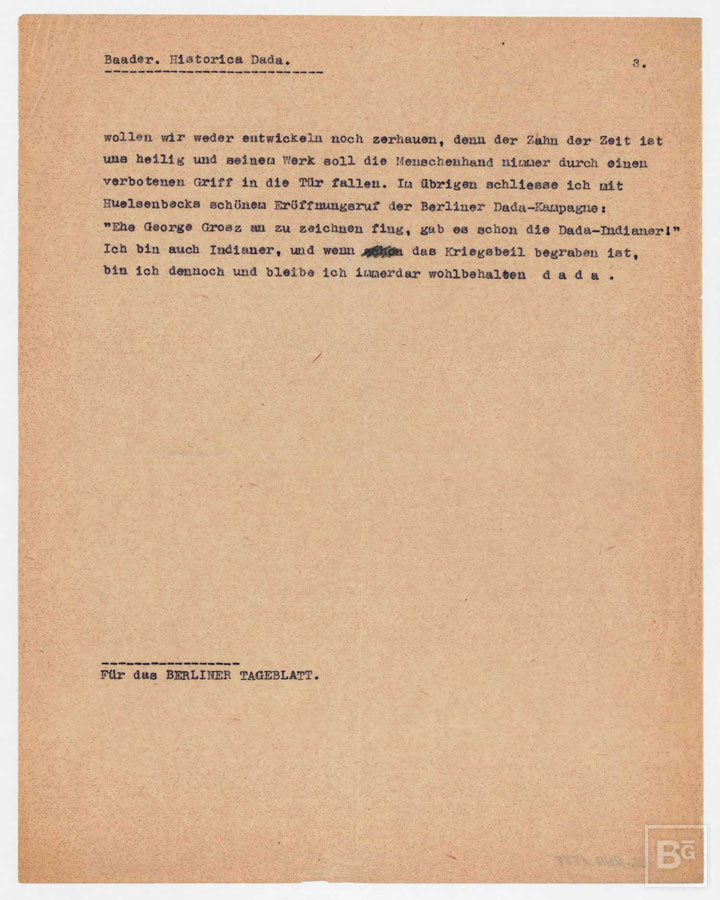 Baader. Historica Dada.
3.
wollen wir weder entwickeln noch zerhauen, denn der Zahn der Zeit ist
uns heilig und seinem Werk soll die Menschenhand nimmer durch einen
verbotenen Griff in die Tür fallen. Im übrigen schliesse ich mit
Huelsenbecks schönem Eröffnungsruf der Berliner Dada-Kampagne:
"Ehe George Grosz an zu zeichnen fing, gab es schon die Dada-Indianer!"
Ich bin auch Indianer, und wenn das Kriegsbeil begraben ist,
bin ich dennoch und bleibe ich immerdar wohlbehalten d a d a .
Für das BERLINER TAGEBLATT.
BG